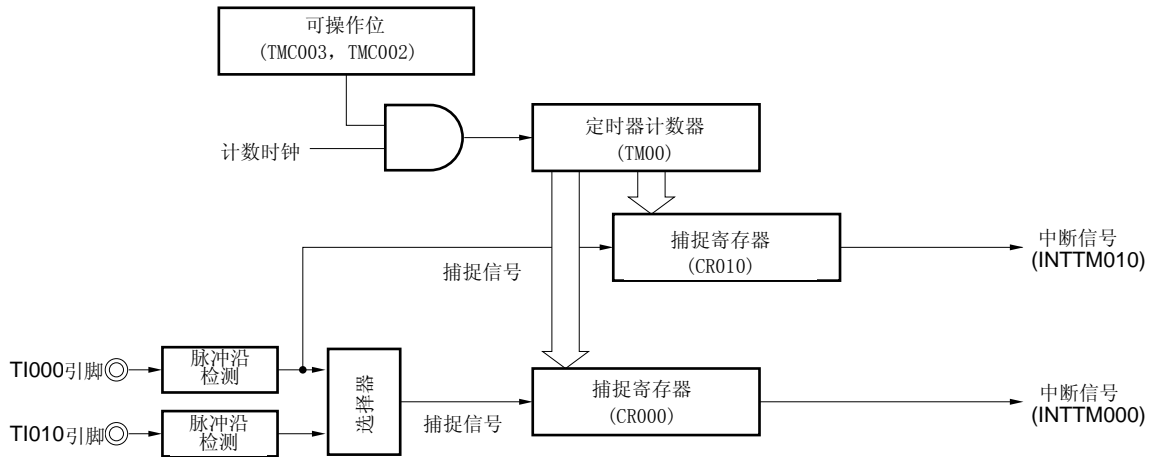 可操作位
(TMC003，TMC002)
计数时钟
定时器计数器
(TM00)
捕捉寄存器
(CR010)
中断信号
(INTTM010)
捕捉信号
TI000引脚
脉冲沿
检测
选择器
捕捉寄存器
(CR000)
中断信号
(INTTM000)
捕捉信号
TI010引脚
脉冲沿
检测